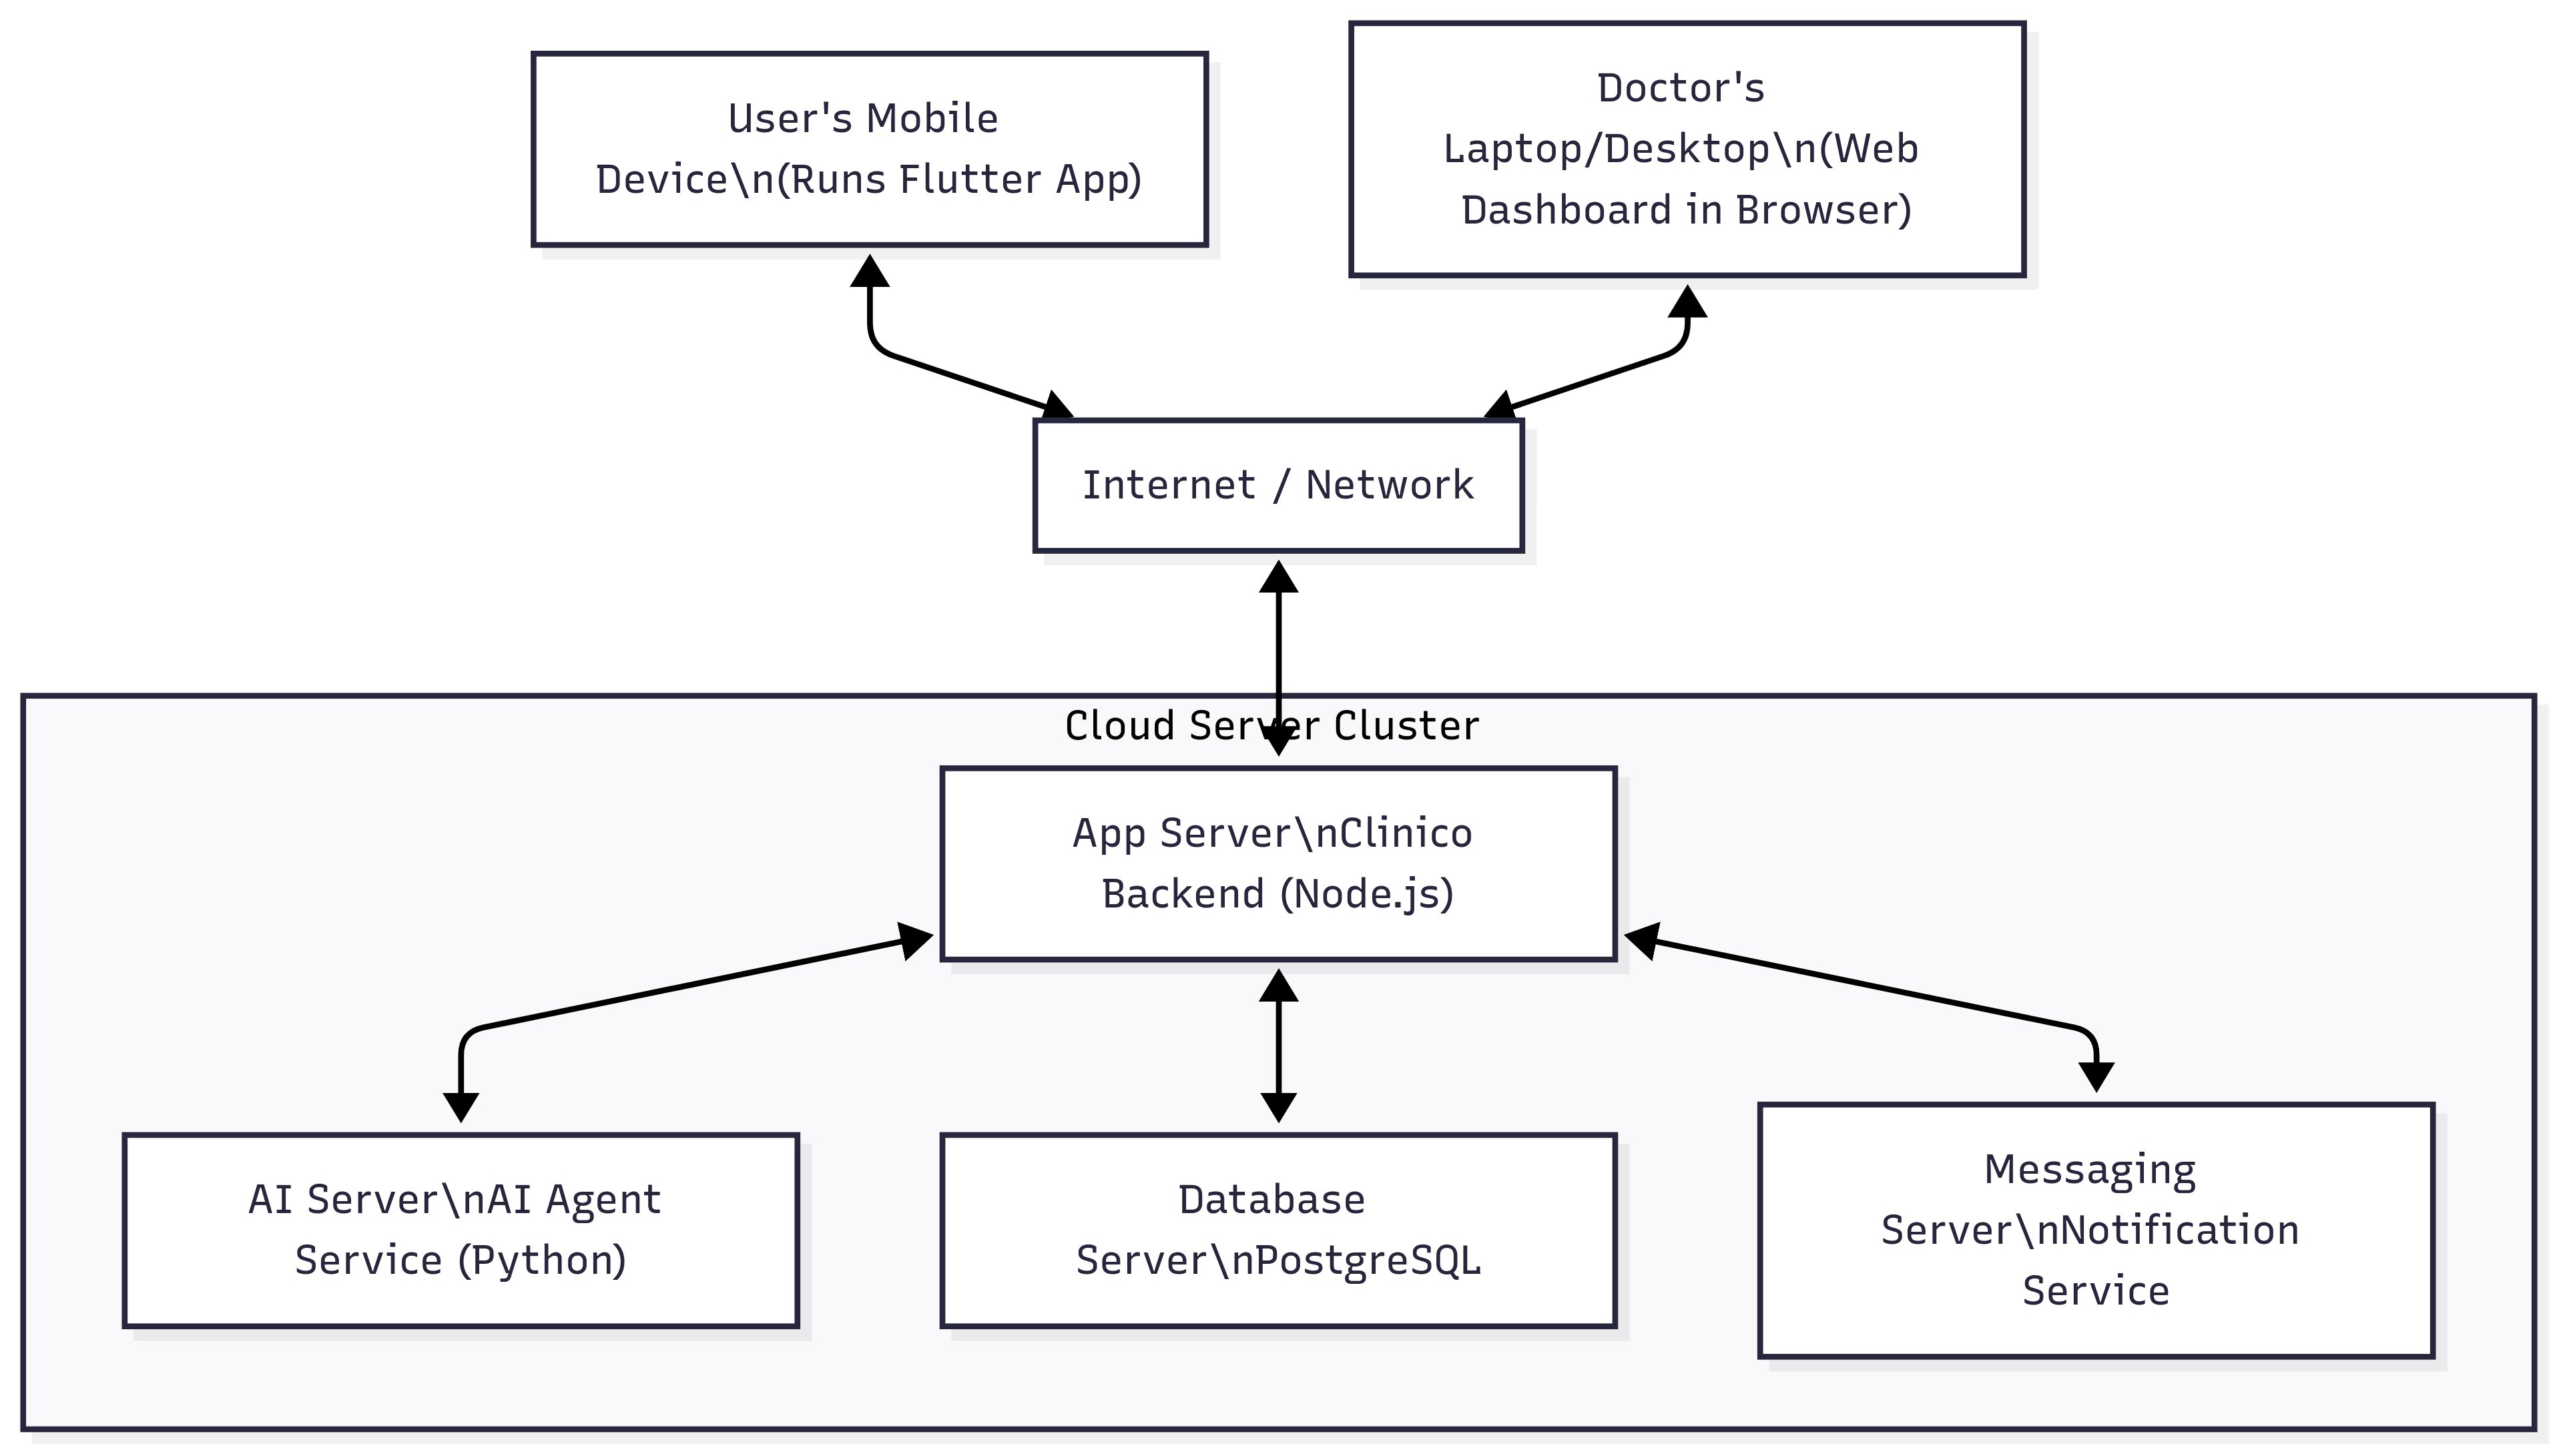 User's Mobile
Device\n(Runs Flutter App)
Doctor's
Laptop/Desktop\n(Web
Dashboard in Browser)
Internet / Network
Cloud Server Cluster
App Server\nClinico
Backend (Node.js)
AI Server\nAI Agent
Service (Python)
Database
Server\nPostgreSQL
Messaging
Server\nNotification
Service